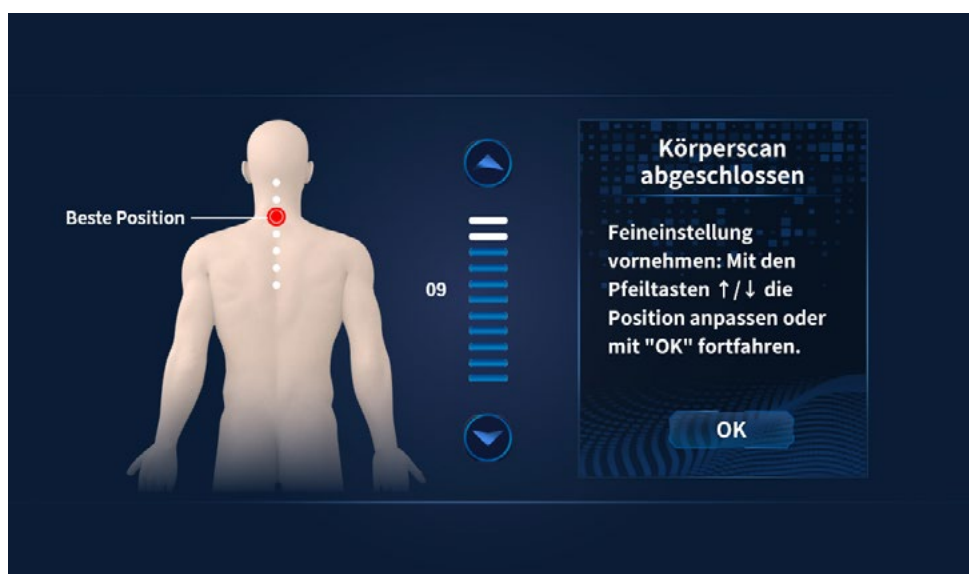 Beste Position
09
Körperscan
abgeschlossen
Feineinstellung
vornehmen: Mit den
Pfeiltasten ↑/↓ die
Position anpassen oder
mit "OK" fortfahren.
OK